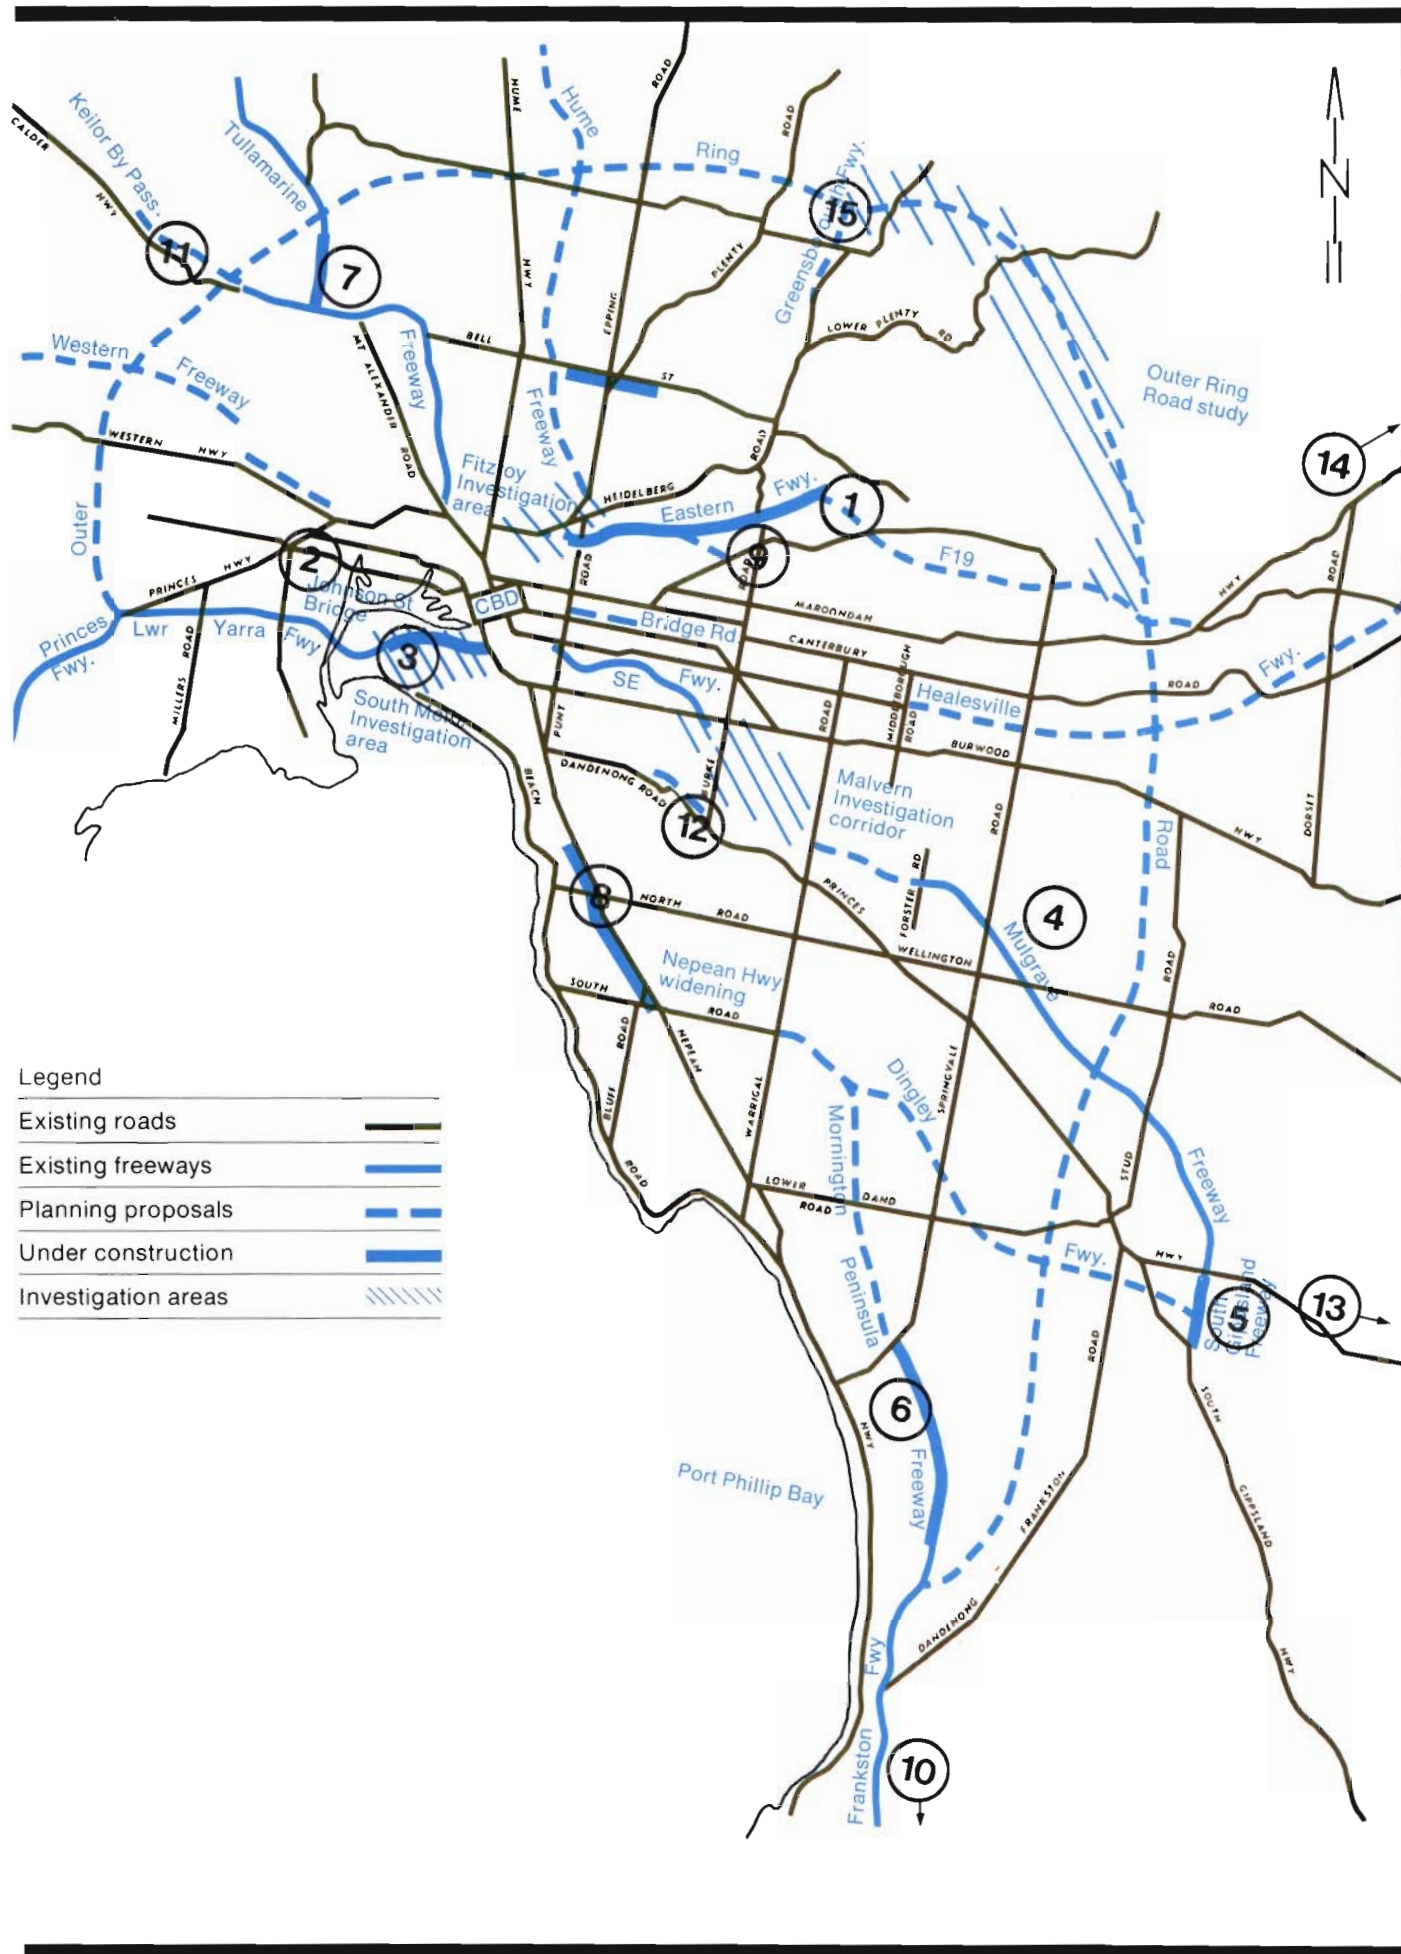 HUME
Hume
ROAD
ROAD
Keilor By Pass.
CALDER
HWY
Tullamarine
Ring
Greensborough Fwy.
15
N
11
7
HWY
EPPING
PLENTY
LOWER PLENTY RD
Western
Freeway
MT ALEXANDER
ROAD
Freeway
BELL
ST
Freeway
Outer Ring
Road study
WESTERN
HWY
14
Fitzroy
Investigation
area
HEIDELBERG
ROAD
Eastern
Fwy.
1
Outer
2
9
F19
PRINCES
HWY
Johnson St
Bridge
ROAD
ROAD
CBD
HWY
ROAD
MAROONDAH
Princes
Fwy.
Lwr
Yarra
Fwy
Bridge Rd
CANTERBURY
MILLERS
ROAD
3
SE
Fwy.
MIDDLEBOROUGH
ROAD
Healesville
ROAD
Fwy.
South Melb.
Investigation
area
PUNT
ROAD
BURWOOD
BEACH
DANDENONG ROAD
BURKE
Malvern
Investigation
corridor
12
ROAD
Road
HWY
DORSET
8
NORTH
ROAD
PRINCES
FORSTER RD
4
WELLINGTON
Mulgrave
ROAD
ROAD
Nepean Hwy
widening
SOUTH
ROAD
BLUFF
ROAD
NEPEAN
Dingley
SPRINGVALE
WARRIGAL
Mornington
ROAD
LOWER
DAND
ROAD
STUD
Freeway
Fwy.
HWY
Peninsula
South
Gippsland
Freeway
5
13
ROAD
Legend
Existing roads
Existing freeways
Planning proposals
Under construction
Investigation areas
6
HWY
SOUTH
Port Phillip Bay
Freeway
FRANKSTON
GIPPSLAND
DANDENONG
Fwy
HWY
Frankston
10